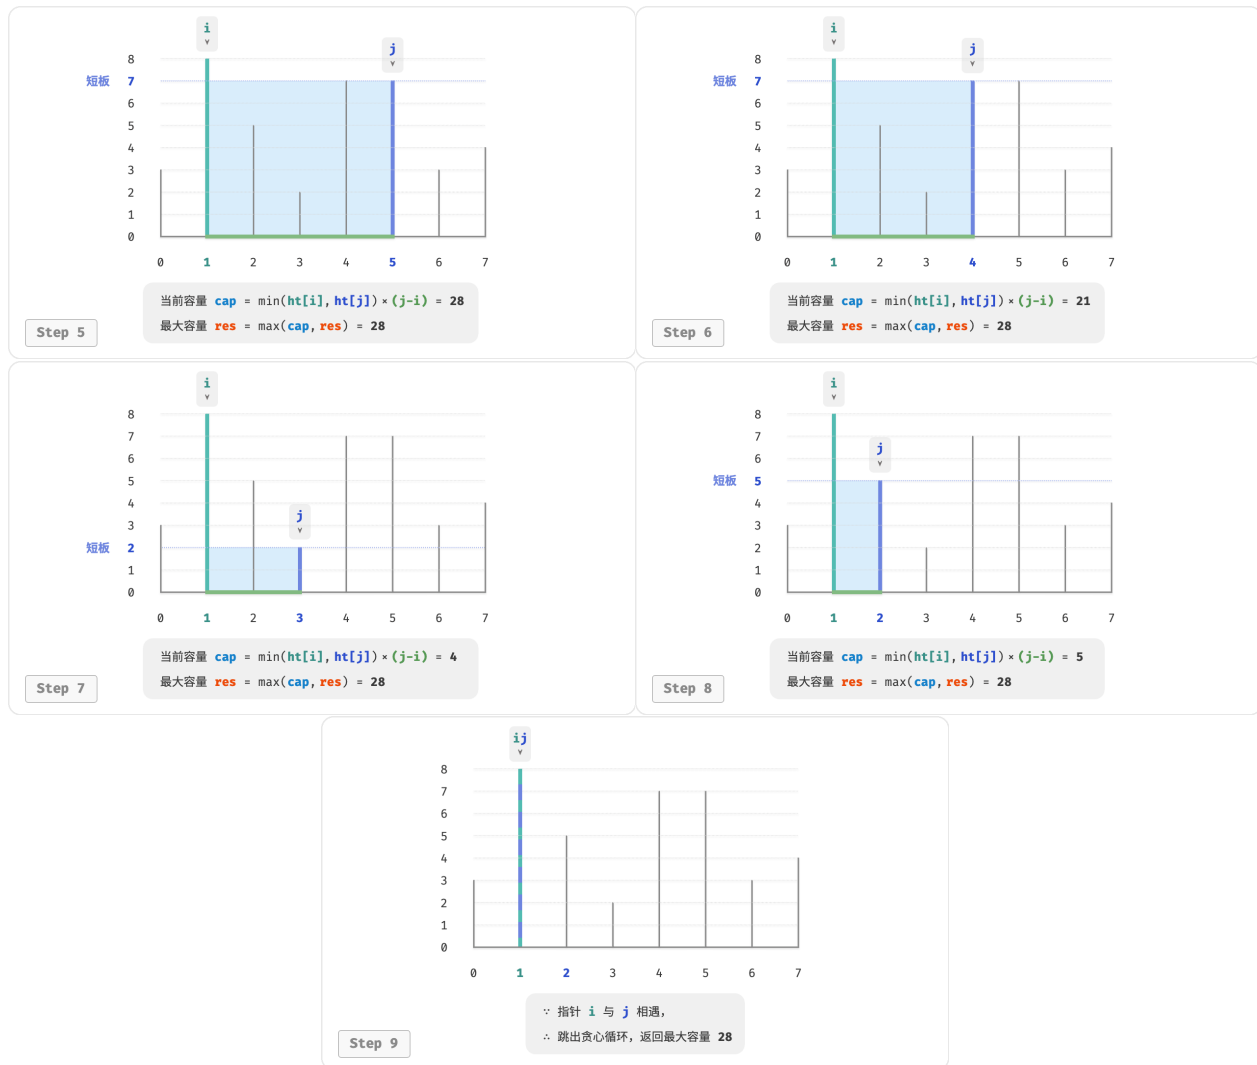 i
j
8
短板 7
6
5
4
3
2
1
0
0 1 2 3 4 5 6 7
当前容量 cap = min(ht[i], ht[j]) × (j-i) = 28
最大容量 res = max(cap, res) = 28
Step 5
i
j
8
短板 7
6
5
4
3
2
1
0
0 1 2 3 4 5 6 7
当前容量 cap = min(ht[i], ht[j]) × (j-i) = 21
最大容量 res = max(cap, res) = 28
Step 6
i
8
7
6
5
4
j
3
短板 2
1
0
0 1 2 3 4 5 6 7
当前容量 cap = min(ht[i], ht[j]) × (j-i) = 4
最大容量 res = max(cap, res) = 28
Step 7
i
8
7
j
6
短板 5
4
3
2
1
0
0 1 2 3 4 5 6 7
当前容量 cap = min(ht[i], ht[j]) × (j-i) = 5
最大容量 res = max(cap, res) = 28
Step 8
ij
8
7
6
5
4
3
2
1
0
0 1 2 3 4 5 6 7
∵ 指针 i 与 j 相遇,
∴ 跳出贪心循环, 返回最大容量 28
Step 9